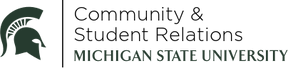 Community &
Student Relations
MICHIGAN STATE UNIVERSITY